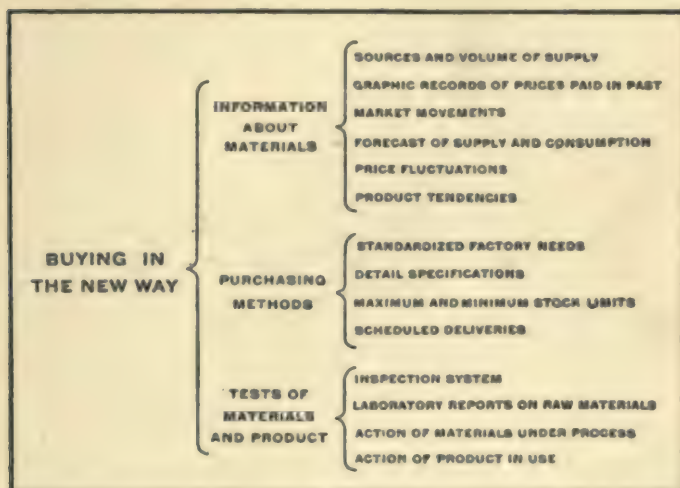 BUYING IN
THE NEW WAY
INFORMATION
ABOUT
MATERIALS
SOURCES AND VOLUME OF SUPPLY
GRAPHIC RECORDS OF PRICES PAID IN PAST
MARKET MOVEMENTS
FORECAST OF SUPPLY AND CONSUMPTION
PRICE FLUCTUATIONS
PRODUCT TENDENCIES
PURCHASING
METHODS
STANDARDIZED FACTORY NEEDS
DETAIL SPECIFICATIONS
MAXIMUM AND MINIMUM STOCK LIMITS
SCHEDULED DELIVERIES
TESTS OF
MATERIALS
AND PRODUCT
INSPECTION SYSTEM
LABORATORY REPORTS ON RAW MATERIALS
ACTION OF MATERIALS UNDER PROCESS
ACTION OF PRODUCT IN USE